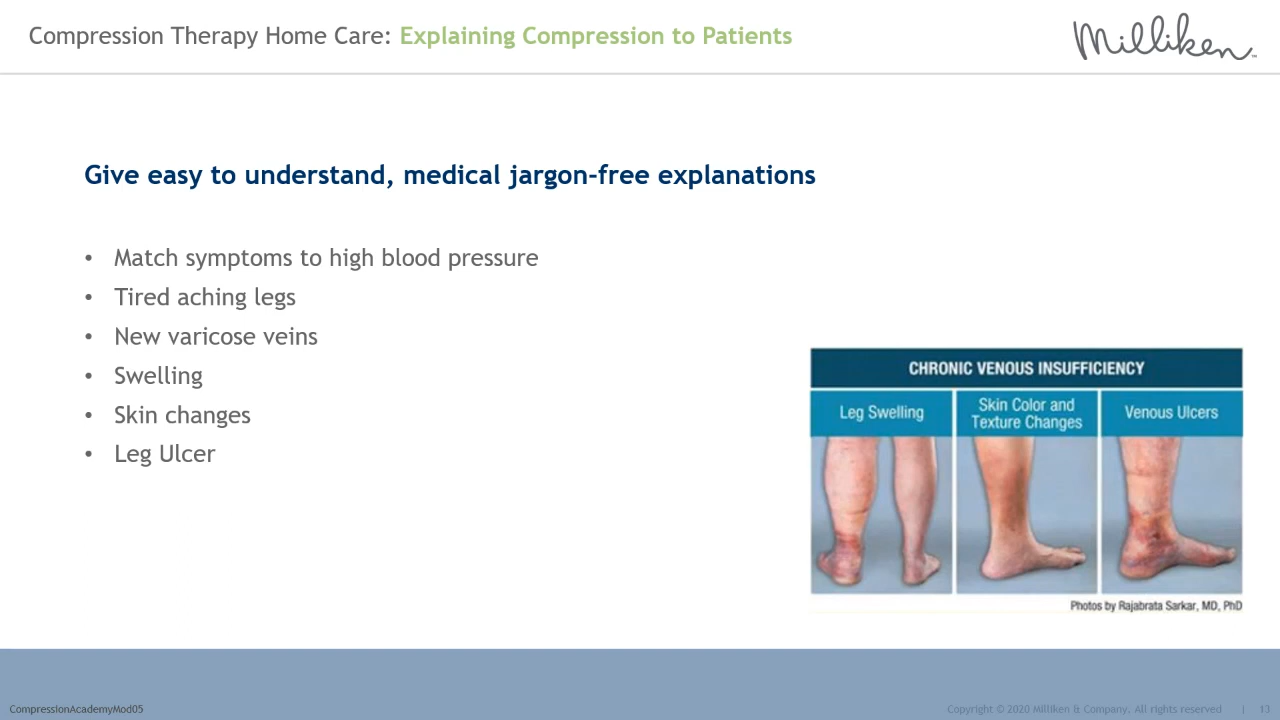 Compression Therapy Home Care: Explaining Compression to Patients
Milliken™
Give easy to understand, medical jargon-free explanations
• Match symptoms to high blood pressure
• Tired aching legs
• New varicose veins
• Swelling
• Skin changes
• Leg Ulcer
CHRONIC VENOUS INSUFFICIENCY
Leg Swelling
Skin Color and
Texture Changes
Venous Ulcers
Photos by Rajabrata Sarkar, MD, PhD
CompressionAcademyMod05
Copyright © 2020 Milliken & Company. All rights reserved | 13